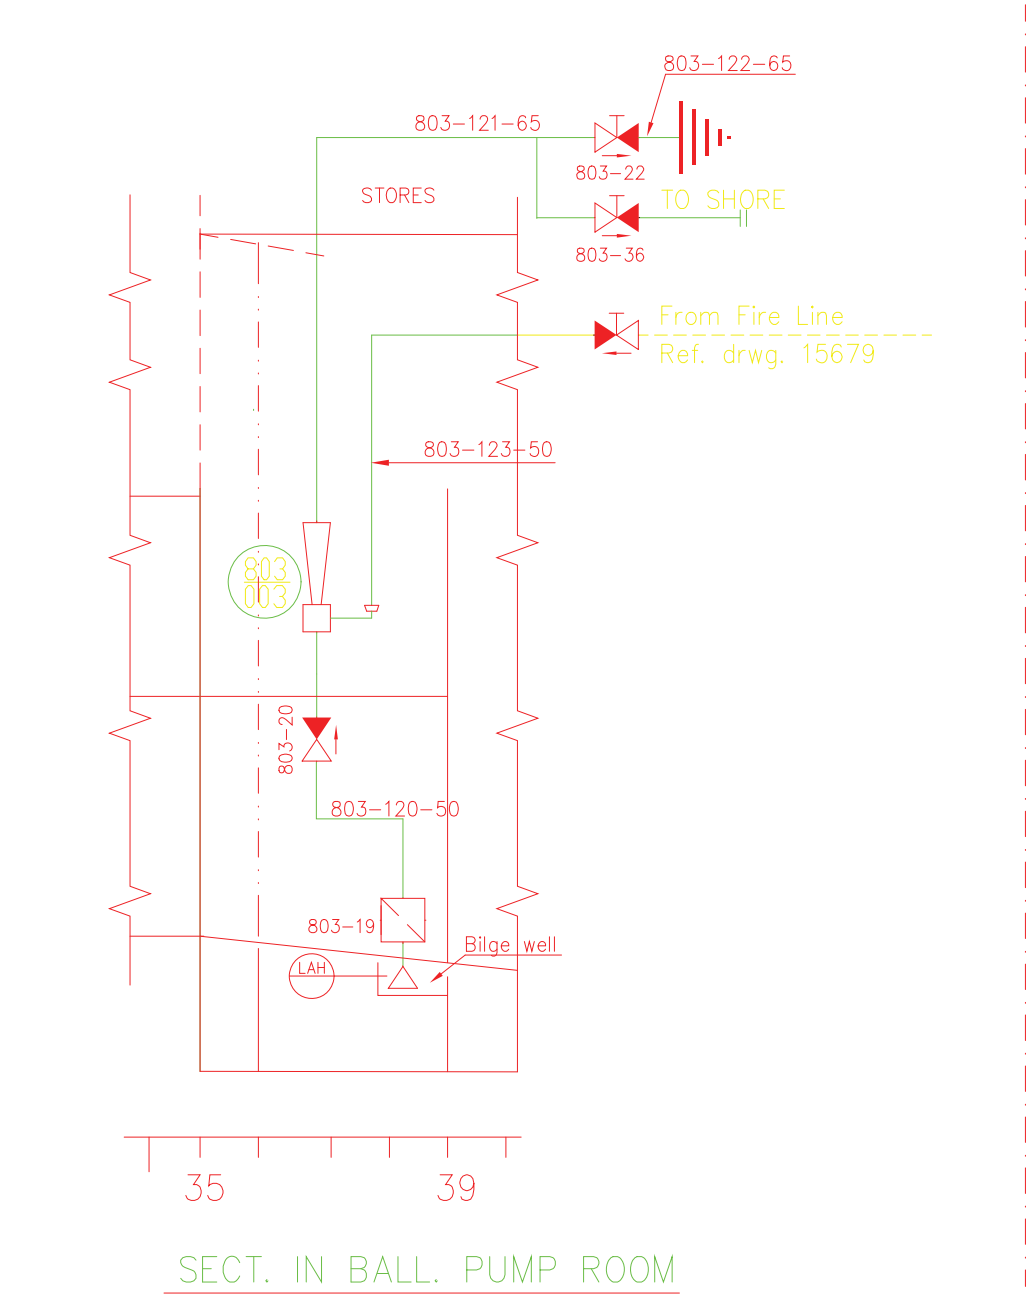 803-122-65
803-121-65
803-22
STORES
TO SHORE
803-36
From Fire Line
Ref. drwg. 15679
803-123-50
803
003
803-20
803-120-50
803-19
Bilge well
LAH
35
39
SECT. IN BALL. PUMP ROOM